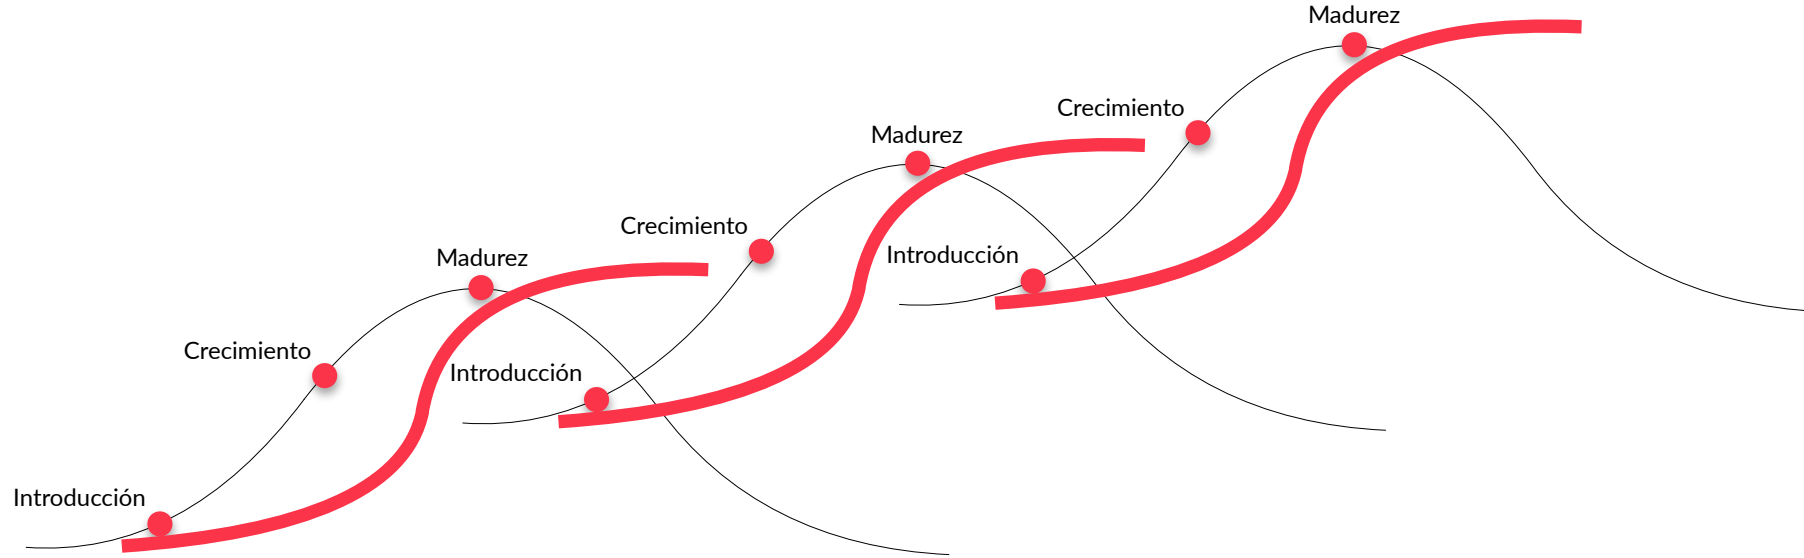 Madurez
Crecimiento
Introducción
Madurez
Crecimiento
Introducción
Madurez
Crecimiento
Introducción